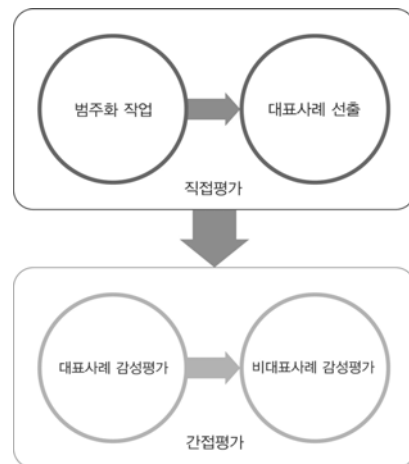 범주화 작업
대표사례 선출
직접평가
대표사례 감성평가
비대표사례 감성평가
간접평가